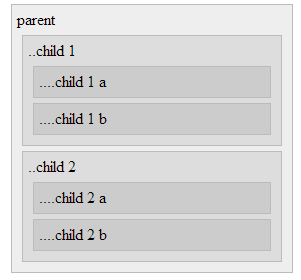 parent
..child 1
....child 1 a
....child 1 b
..child 2
....child 2 a
....child 2 b